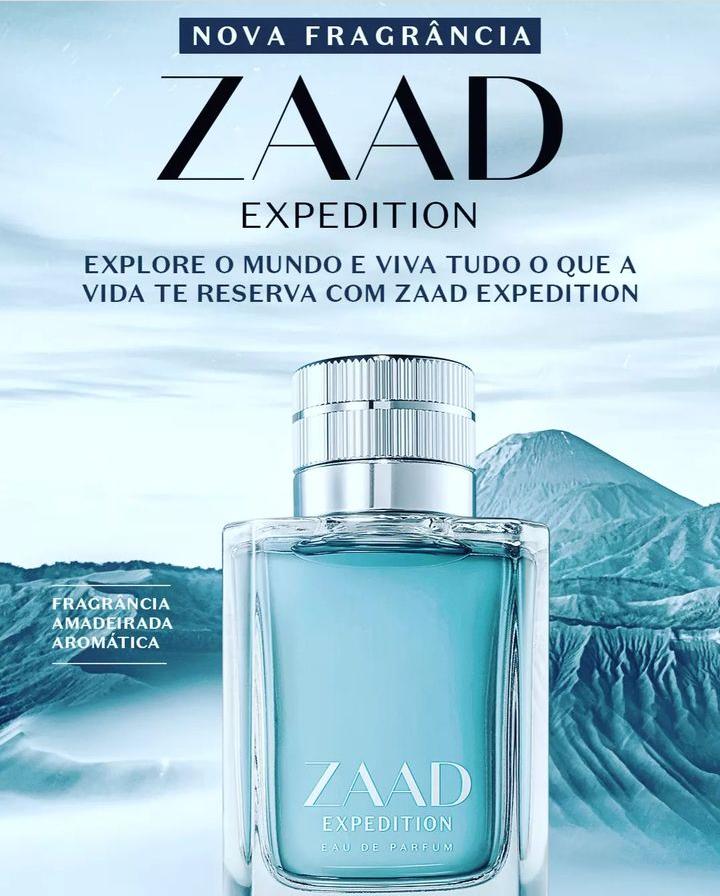 NOVA FRAGRÂNCIA
ZAAD
EXPEDITION
EXPLORE O MUNDO E VIVA TUDO O QUE A
VIDA TE RESERVA COM ZAAD EXPEDITION
FRAGRÂNCIA
AMADEIRADA
AROMÁTICA
ZAAD
EXPEDITION
EAU DE PARFUM